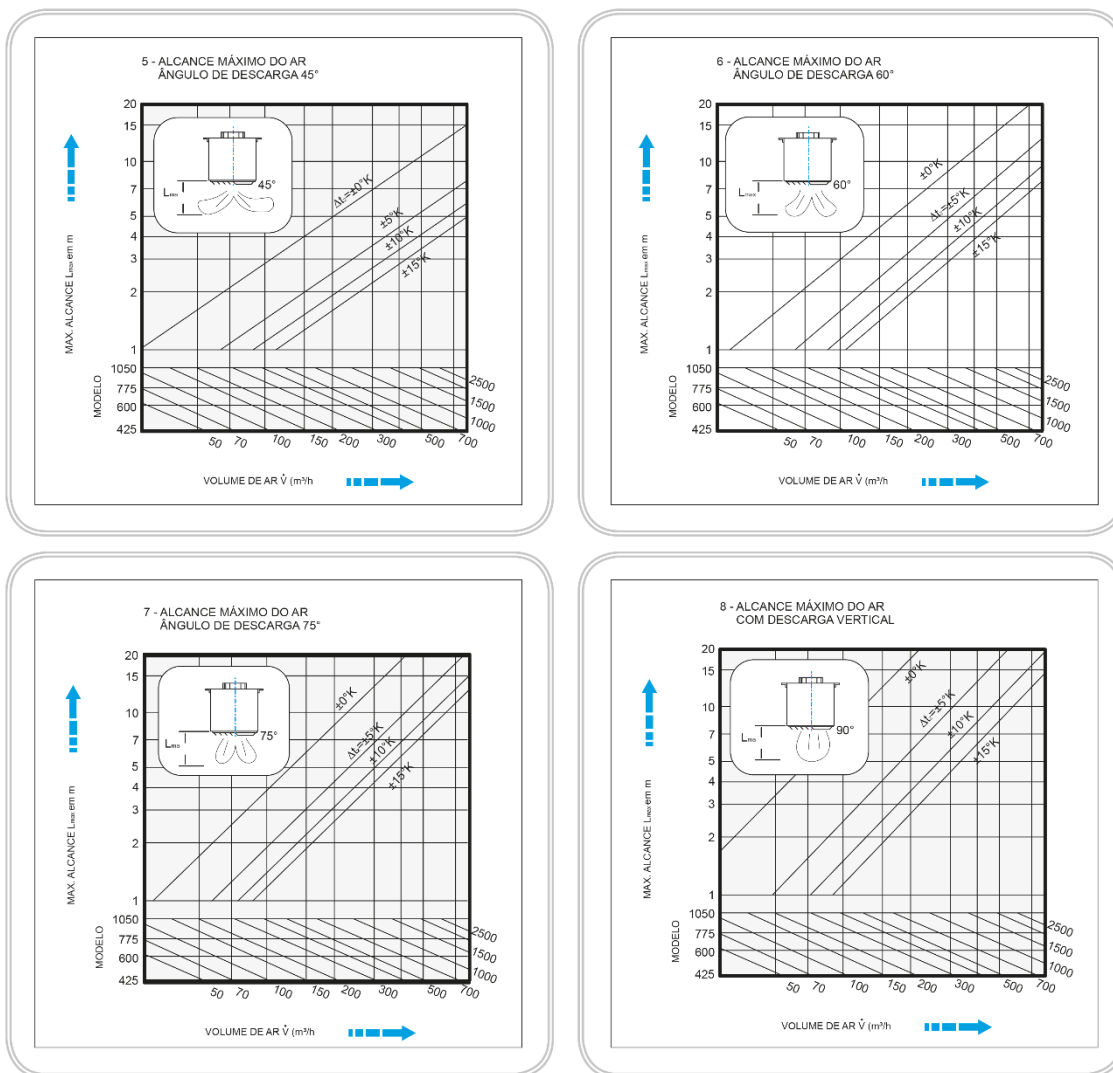 5 - ALCANCE MÁXIMO DO AR
ÂNGULO DE DESCARGA 45°
20
15
10
7
5
4
3
2
1
MAX. ALCANCE Lmax em m
45°
Lmax
Δt=±0°K
±5°K
±10°K
±15°K
MODELO
1050
775
600
425
2500
1500
1000
50 70 100 150 200 300 500 700
VOLUME DE AR V̇ (m³/h
6 - ALCANCE MÁXIMO DO AR
ÂNGULO DE DESCARGA 60°
20
15
10
7
5
4
3
2
1
MAX. ALCANCE Lmax em m
60°
Lmax
±0°K
Δt=±5°K
±10°K
±15°K
MODELO
1050
775
600
425
2500
1500
1000
50 70 100 150 200 300 500 700
VOLUME DE AR V̇ (m³/h
7 - ALCANCE MÁXIMO DO AR
ÂNGULO DE DESCARGA 75°
20
15
10
7
5
4
3
2
1
MAX. ALCANCE Lmax em m
75°
Lma
±0°K
Δt=±5°K
±10°K
±15°K
MODELO
1050
775
600
425
2500
1500
1000
50 70 100 150 200 300 500 700
VOLUME DE AR V̇ (m³/h
8 - ALCANCE MÁXIMO DO AR
COM DESCARGA VERTICAL
20
15
10
7
5
4
3
2
1
MAX. ALCANCE Lmax em m
90°
Lma
±0°K
Δt=±5°K
±10°K
±15°K
MODELO
1050
775
600
425
2500
1500
1000
50 70 100 150 200 300 500 700
VOLUME DE AR V̇ (m³/h